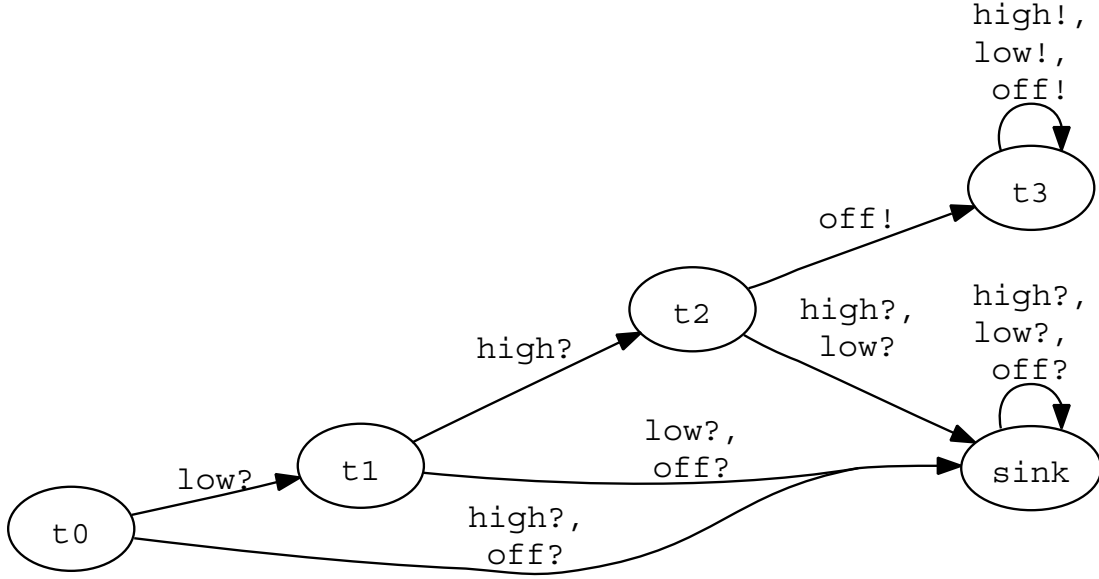 high!,
low!,
off!
t3
off!
high?,
low?
t2
high?,
low?,
off?
high?
low?,
off?
sink
t1
low?
high?,
off?
t0